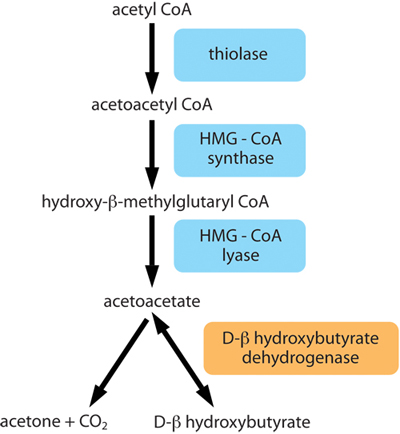 acetyl CoA
thiolase
acetoacetyl CoA
HMG - CoA
synthase
hydroxy-β-methylglutaryl CoA
HMG - CoA
lyase
acetoacetate
D-β hydroxybutyrate
dehydrogenase
acetone + CO₂
D-β hydroxybutyrate